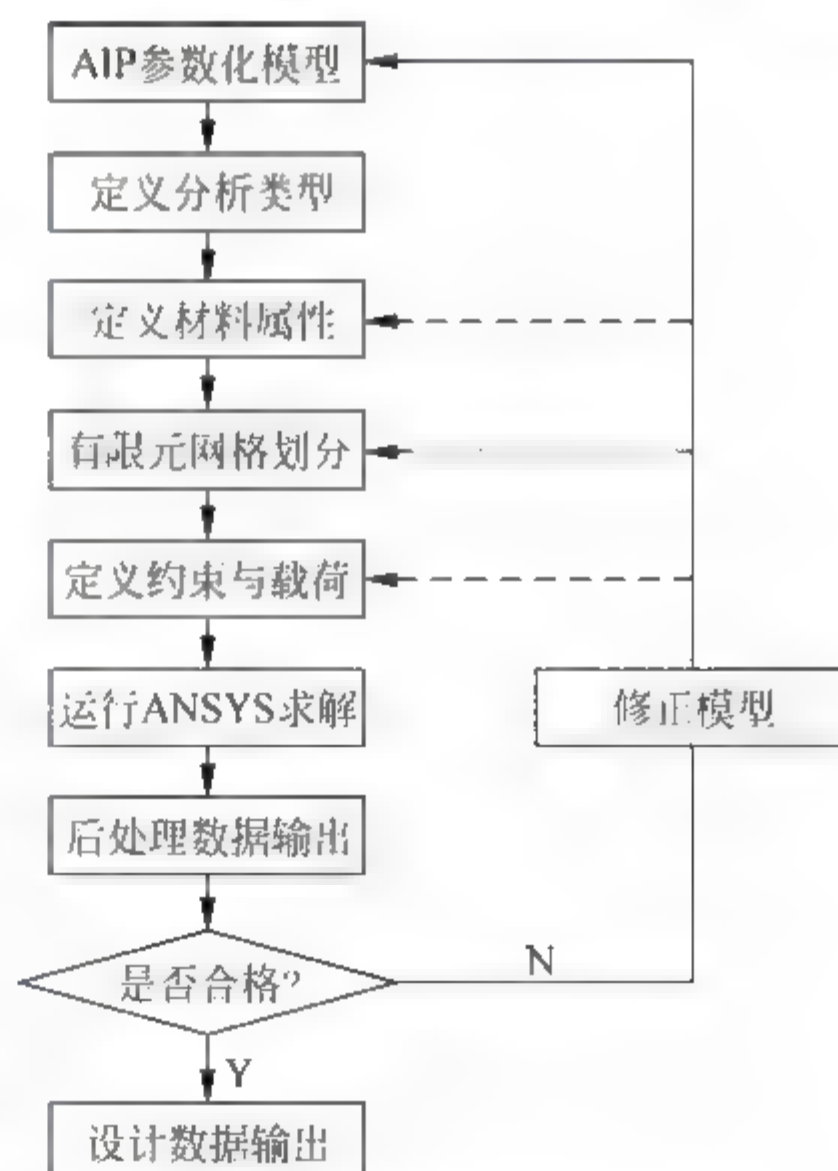 AIP参数化模型
定义分析类型
定义材料属性
有限元网格划分
定义约束与载荷
运行ANSYS求解
修正模型
后处理数据输出
是否合格?
N
Y
设计数据输出